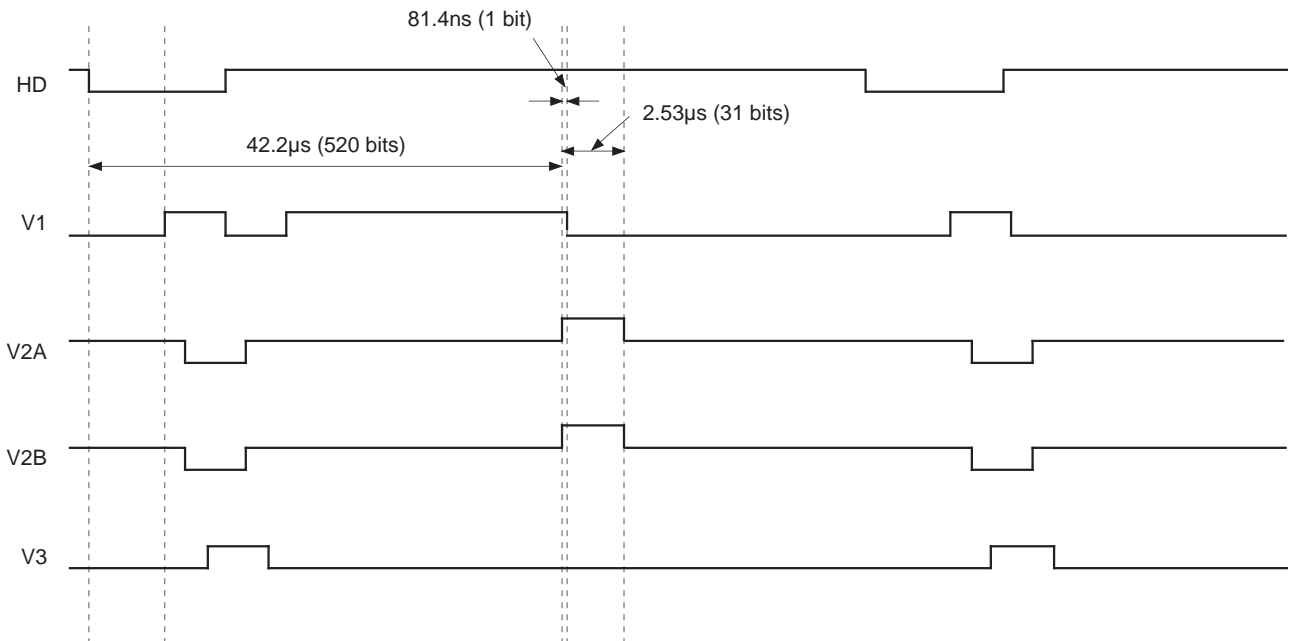 81.4ns (1 bit)
HD
2.53µs (31 bits)
42.2µs (520 bits)
V1
V2A
V2B
V3